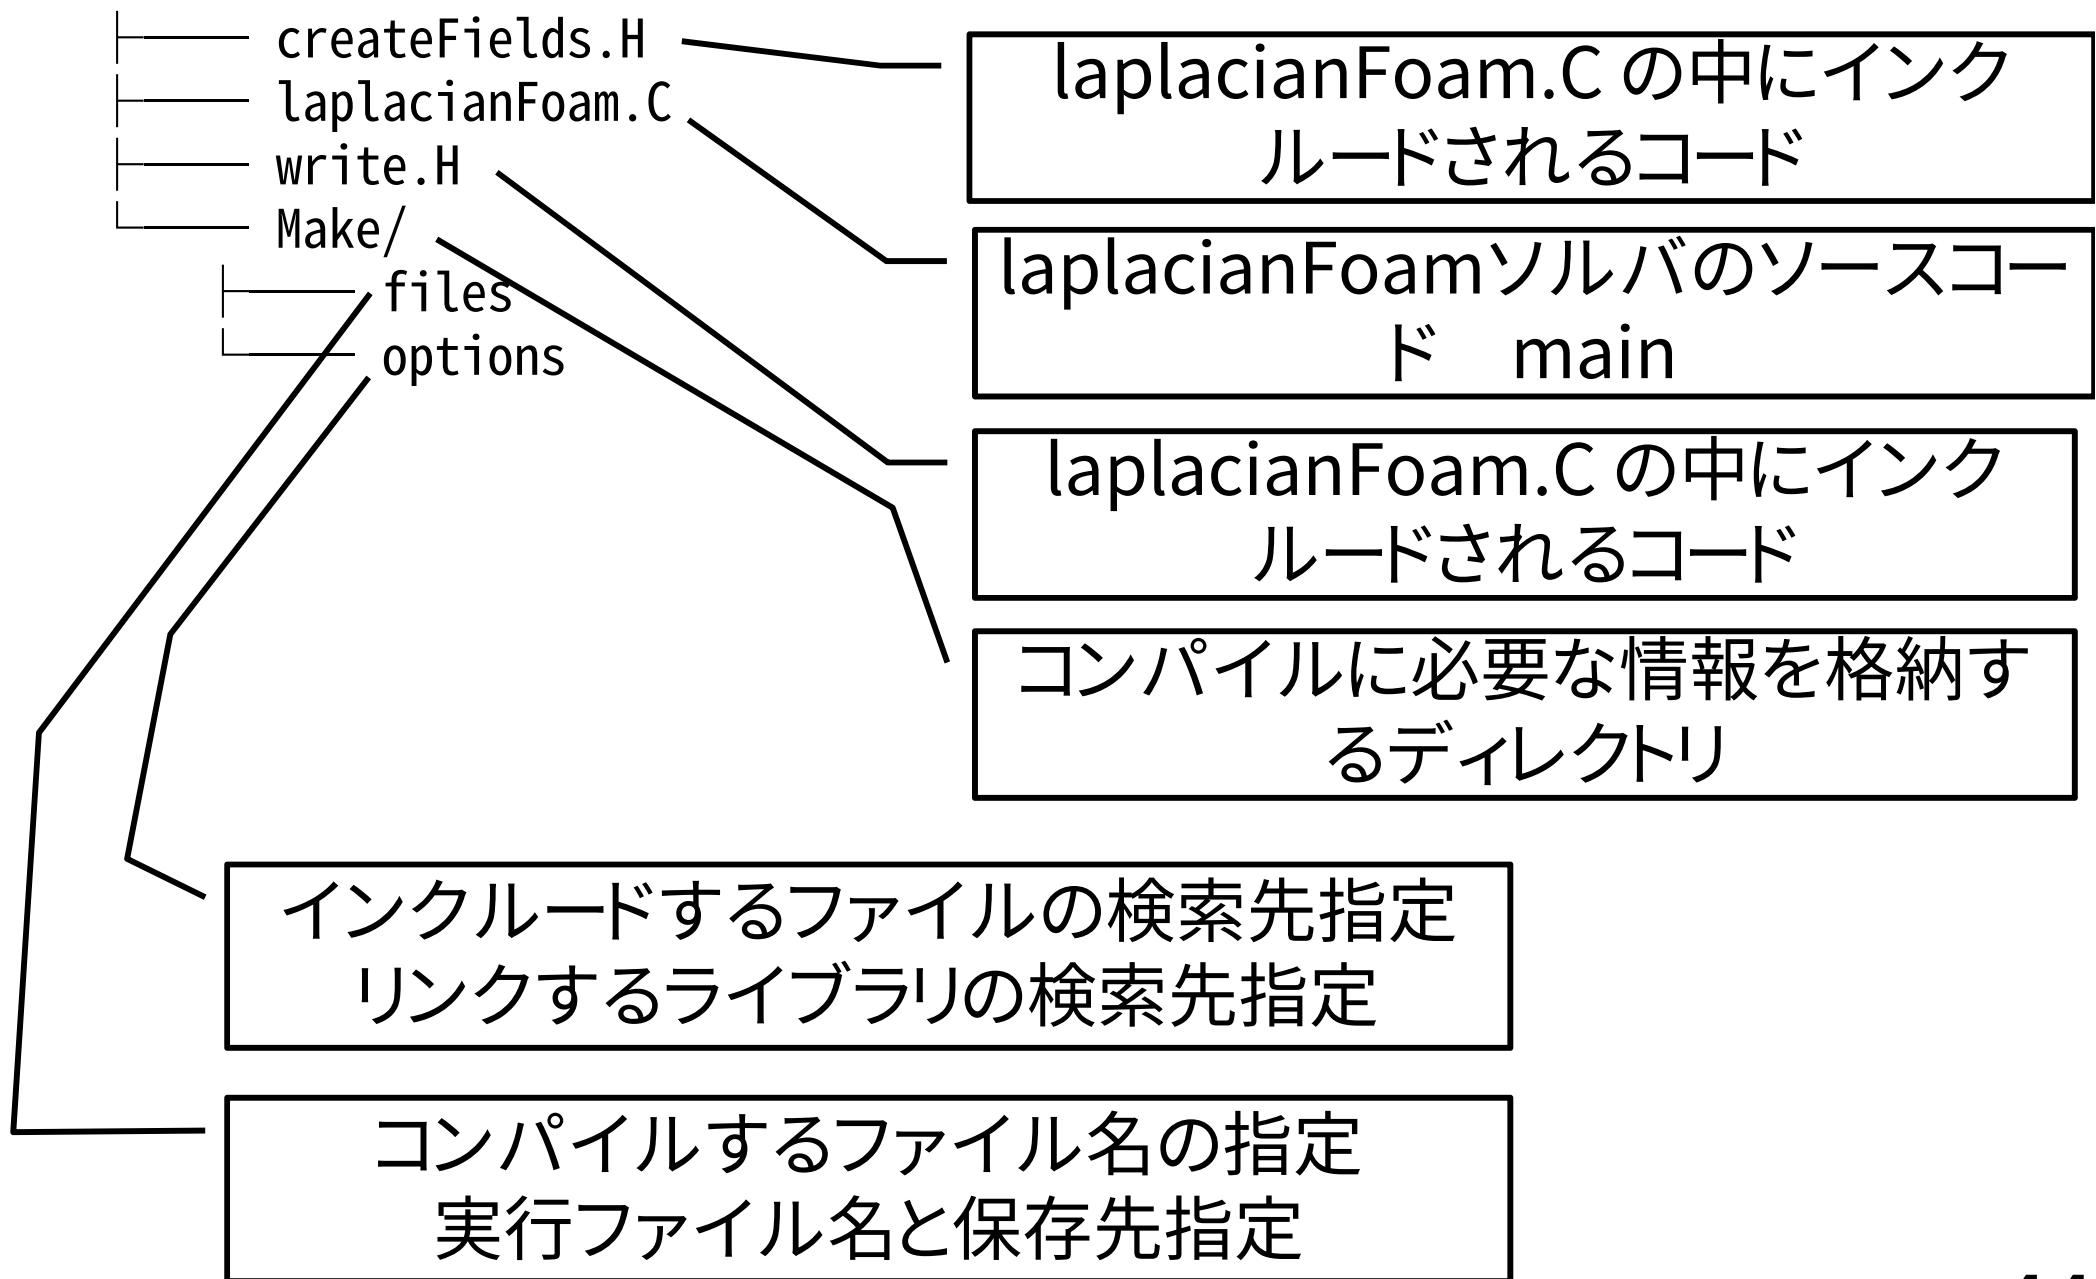 createFields.H
laplacianFoam.C
write.H
Make/
files
options
laplacianFoam.C の中にインク
ルードされるコード
laplacianFoamソルバのソースコー
ド　main
laplacianFoam.C の中にインク
ルードされるコード
コンパイルに必要な情報を格納す
るディレクトリ
インクルードするファイルの検索先指定
リンクするライブラリの検索先指定
コンパイルするファイル名の指定
実行ファイル名と保存先指定